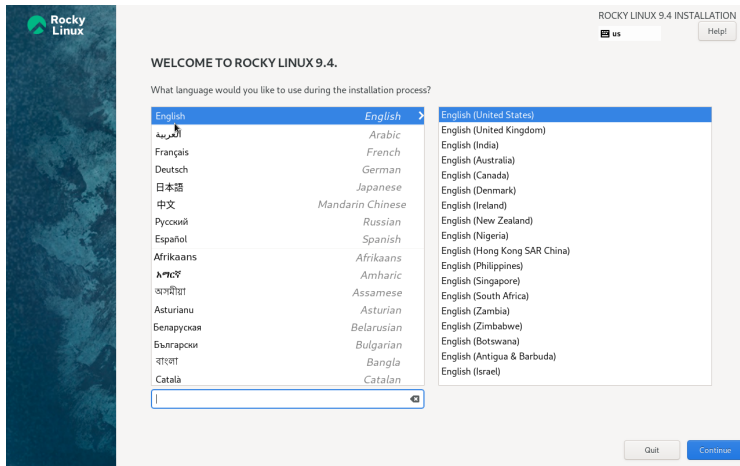 Rocky
Linux
ROCKY LINUX 9.4 INSTALLATION
us
Help!
WELCOME TO ROCKY LINUX 9.4.
What language would you like to use during the installation process?
English English
العربية Arabic
Français French
Deutsch German
日本語 Japanese
中文 Mandarin Chinese
Русский Russian
Español Spanish
Afrikaans Afrikaans
አማርኛ Amharic
অসমীয়া Assamese
Asturianu Asturian
Беларуская Belarusian
Български Bulgarian
বাংলা Bangla
Català Catalan
English (United States)
English (United Kingdom)
English (India)
English (Australia)
English (Canada)
English (Denmark)
English (Ireland)
English (New Zealand)
English (Nigeria)
English (Hong Kong SAR China)
English (Philippines)
English (Singapore)
English (South Africa)
English (Zambia)
English (Zimbabwe)
English (Botswana)
English (Antigua & Barbuda)
English (Israel)
Quit
Continue